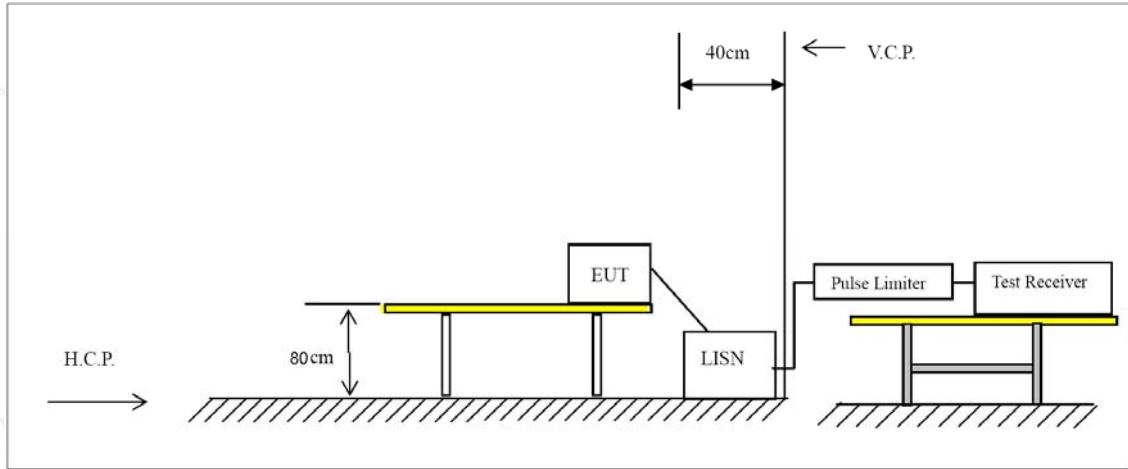 40cm
V.C.P.
EUT
Pulse Limiter
Test Receiver
LISN
80cm
H.C.P.